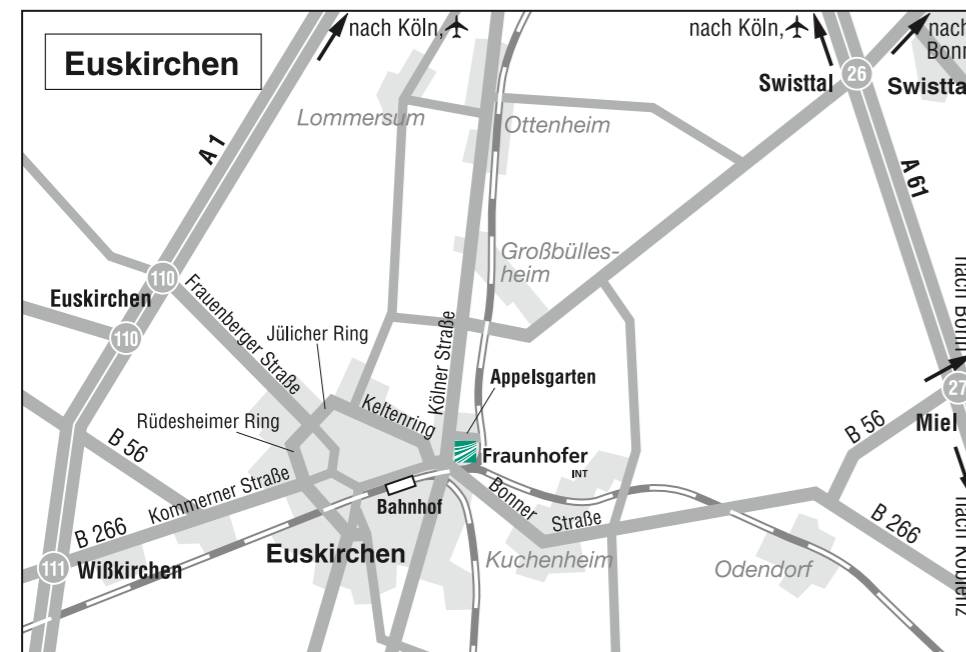 Euskirchen
nach Köln,
nach Köln,
nach
Bonn
Swisttal
26
Swisttal
Lommersum
Ottenheim
A 1
A 61
Großbülles-
heim
110
Euskirchen
110
Frauenberger Straße
Jülicher Ring
Kölner Straße
Appelsgarten
nach Bonn
27
Miel
Rüdesheimer Ring
Keltenring
B 56
B 56
Fraunhofer
INT
Kommerner Straße
Bahnhof
Bonner
Straße
B 266
B 266
111
Wißkirchen
Euskirchen
Kuchenheim
Odendorf
nach Koblenz